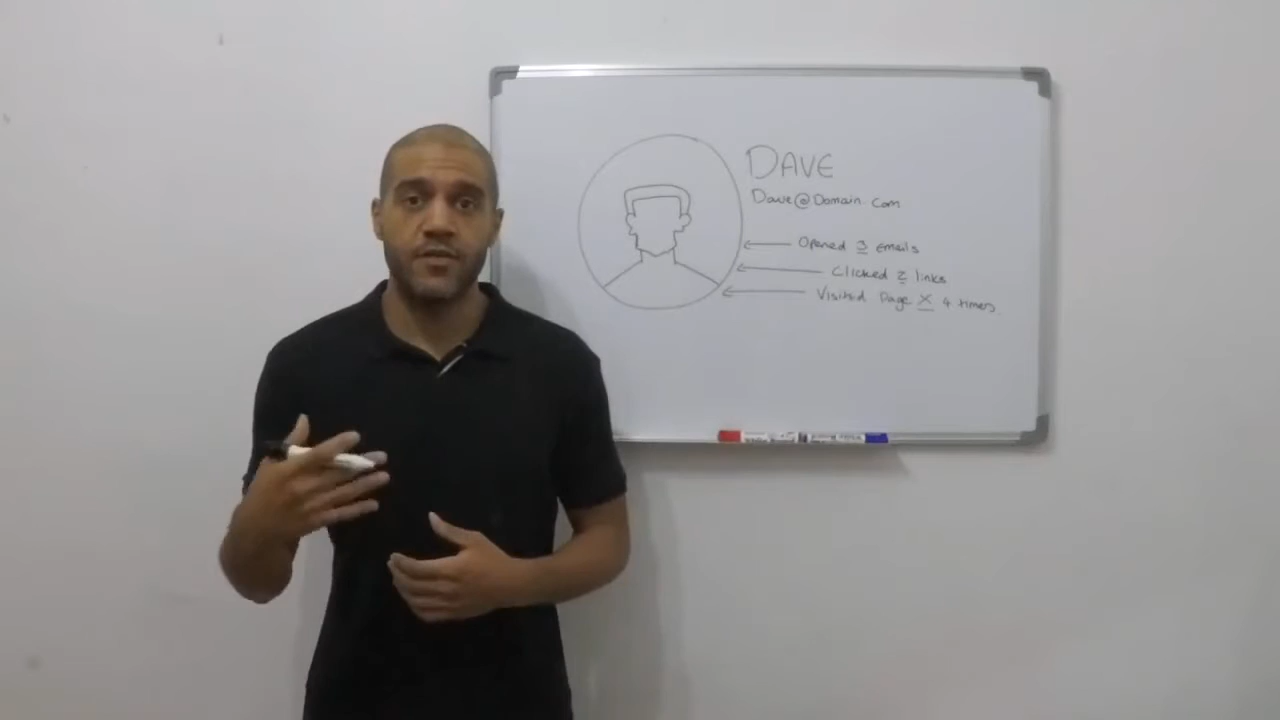 DAVE
Dave@Domain.com
Opened 3 emails
Clicked 2 links
Visited Page X 4 times